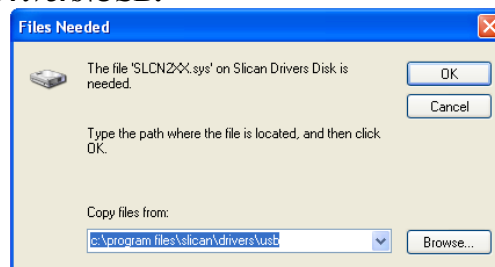 Files Needed
The file 'SLCN2XX.sys' on Slican Drivers Disk is
needed.
OK
Cancel
Type the path where the file is located, and then click
OK.
Copy files from:
c:\program files\slican\drivers\usb
Browse...